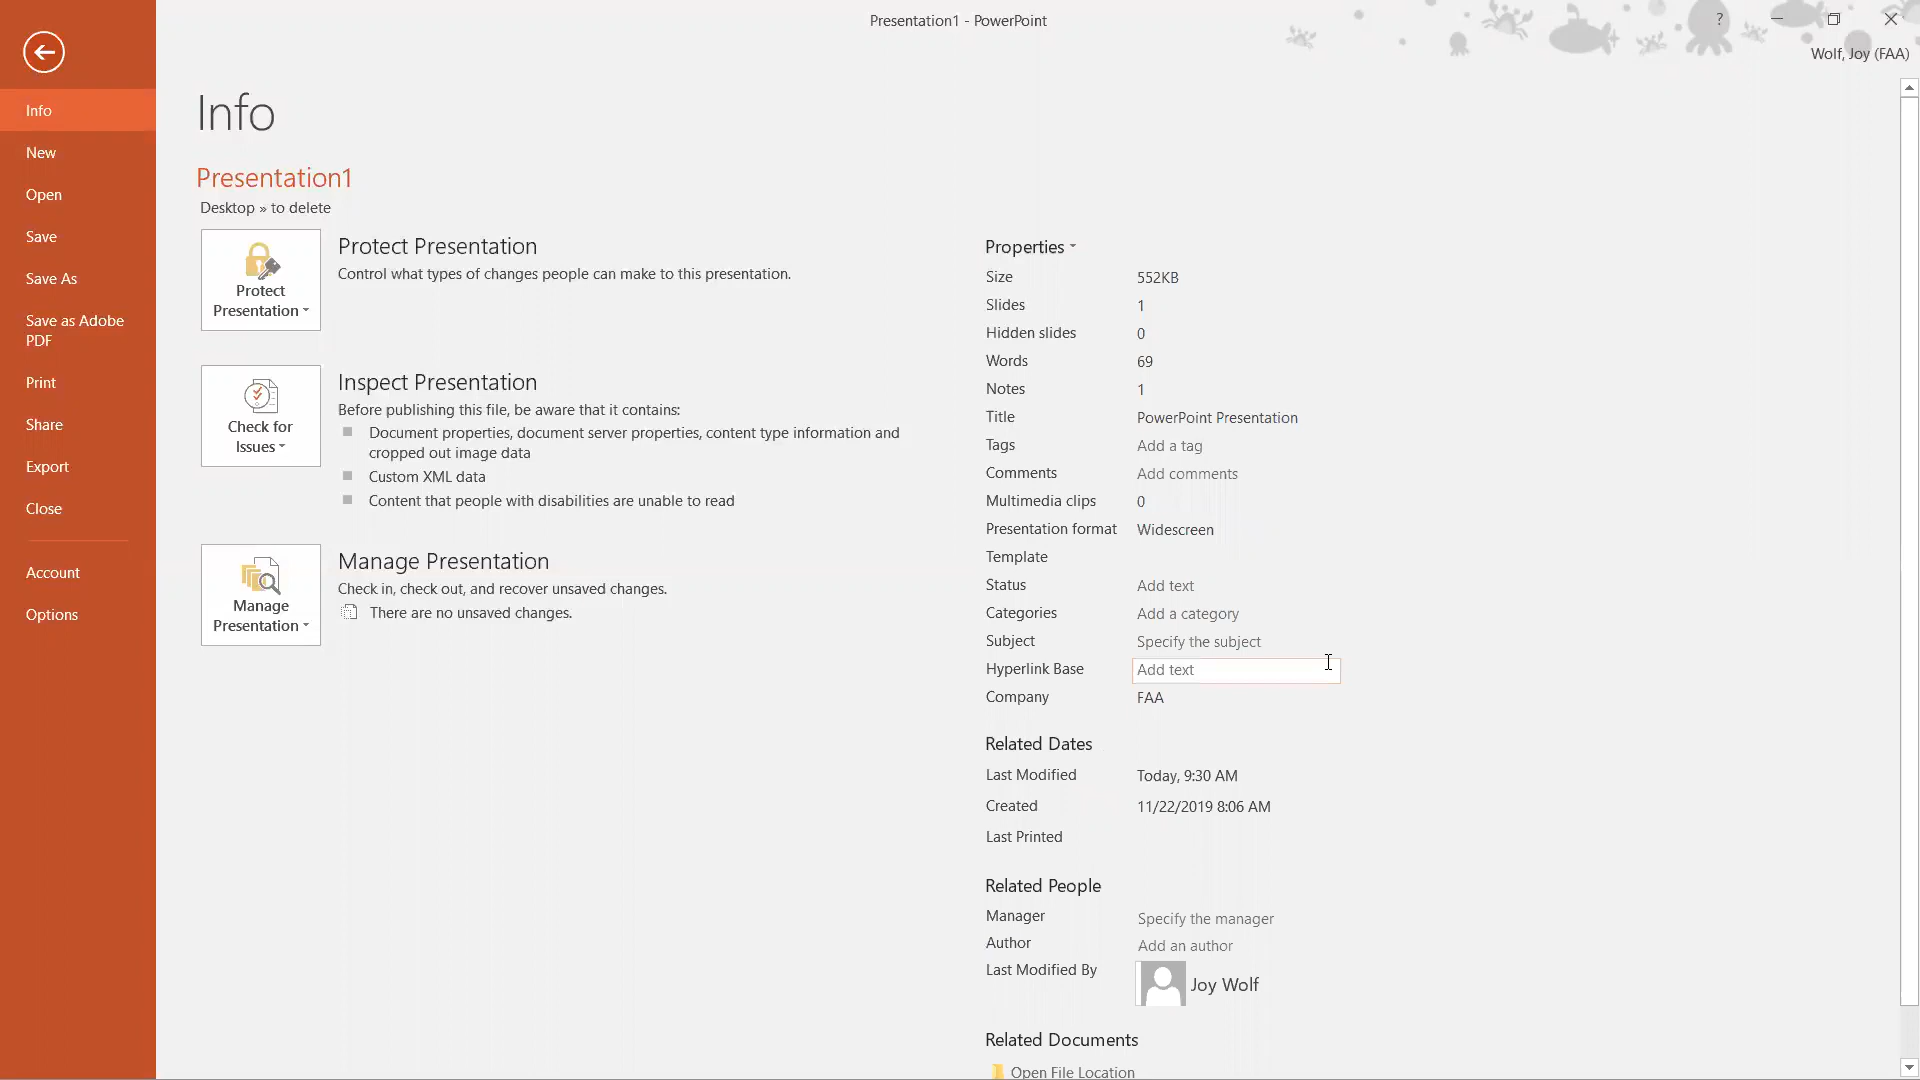 Presentation1 - PowerPoint
?
Wolf, Joy (FAA)
Info
New
Open
Save
Save As
Save as Adobe
PDF
Print
Share
Export
Close
Account
Options
Info
Presentation1
Desktop » to delete
Protect
Presentation
Protect Presentation
Control what types of changes people can make to this presentation.
Check for
Issues
Inspect Presentation
Before publishing this file, be aware that it contains:
Document properties, document server properties, content type information and
cropped out image data
Custom XML data
Content that people with disabilities are unable to read
Manage
Presentation
Manage Presentation
Check in, check out, and recover unsaved changes.
There are no unsaved changes.
Properties
Size 552KB
Slides 1
Hidden slides 0
Words 69
Notes 1
Title PowerPoint Presentation
Tags Add a tag
Comments Add comments
Multimedia clips 0
Presentation format Widescreen
Template
Status Add text
Categories Add a category
Subject Specify the subject
Hyperlink Base Add text
Company FAA
Related Dates
Last Modified Today, 9:30 AM
Created 11/22/2019 8:06 AM
Last Printed
Related People
Manager Specify the manager
Author Add an author
Last Modified By Joy Wolf
Related Documents
Open File Location